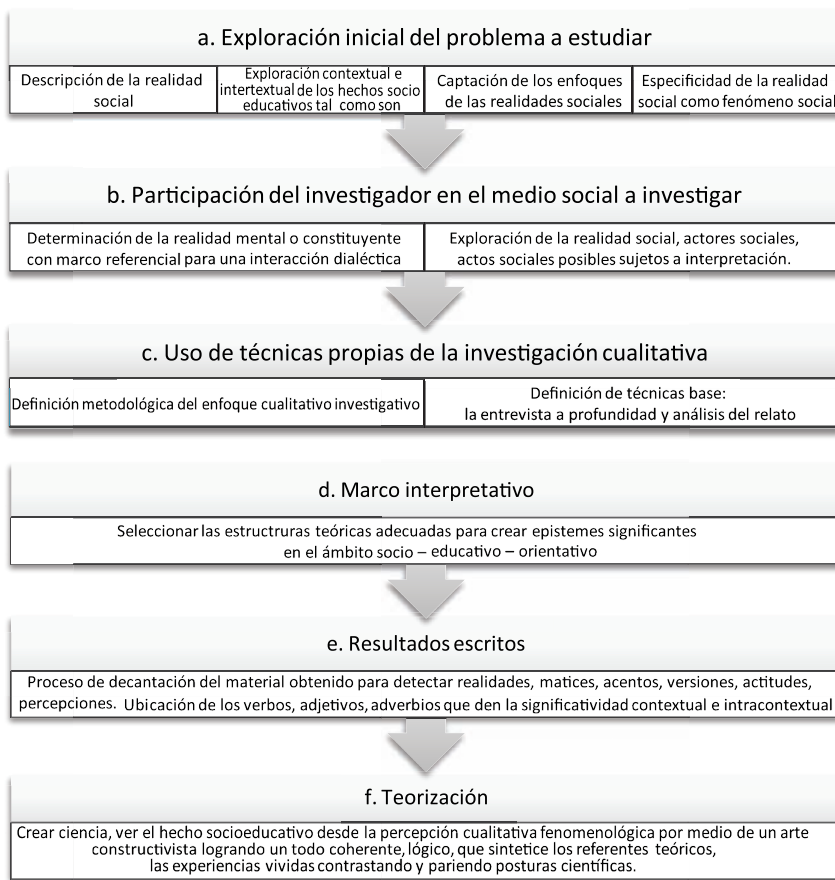 a. Exploración inicial del problema a estudiar
Descripción de la realidad
social
Exploración contextual e
intertextual de los hechos socio
educativos tal como son
Captación de los enfoques
de las realidades sociales
Especificidad de la realidad
social como fenómeno social
b. Participación del investigador en el medio social a investigar
Determinación de la realidad mental o constituyente
con marco referencial para una interacción dialéctica
Exploración de la realidad social, actores sociales,
actos sociales posibles sujetos a interpretación.
c. Uso de técnicas propias de la investigación cualitativa
Definición metodológica del enfoque cualitativo investigativo
Definición de técnicas base:
la entrevista a profundidad y análisis del relato
d. Marco interpretativo
Seleccionar las estructruras teóricas adecuadas para crear epistemes significantes
en el ámbito socio – educativo – orientativo
e. Resultados escritos
Proceso de decantación del material obtenido para detectar realidades, matices, acentos, versiones, actitudes,
percepciones. Ubicación de los verbos, adjetivos, adverbios que den la significatividad contextual e intracontextual
f. Teorización
Crear ciencia, ver el hecho socioeducativo desde la percepción cualitativa fenomenológica por medio de un arte
constructivista logrando un todo coherente, lógico, que sintetice los referentes teóricos,
las experiencias vividas contrastando y pariendo posturas científicas.